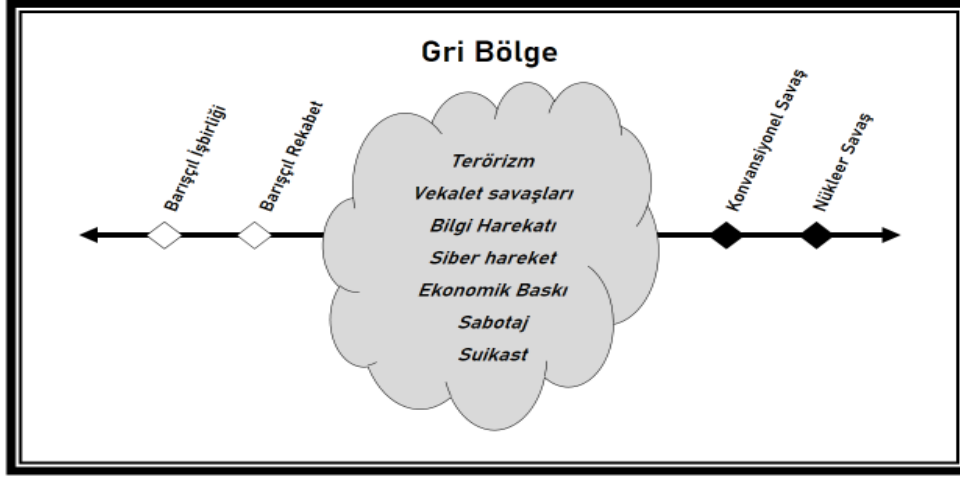 Gri Bölge
Barışçıl İşbirliği
Barışçıl Rekabet
Terörizm
Vekalet savaşları
Bilgi Harekatı
Siber hareket
Ekonomik Baskı
Sabotaj
Suikast
Konvansiyonel Savaş
Nükleer Savaş